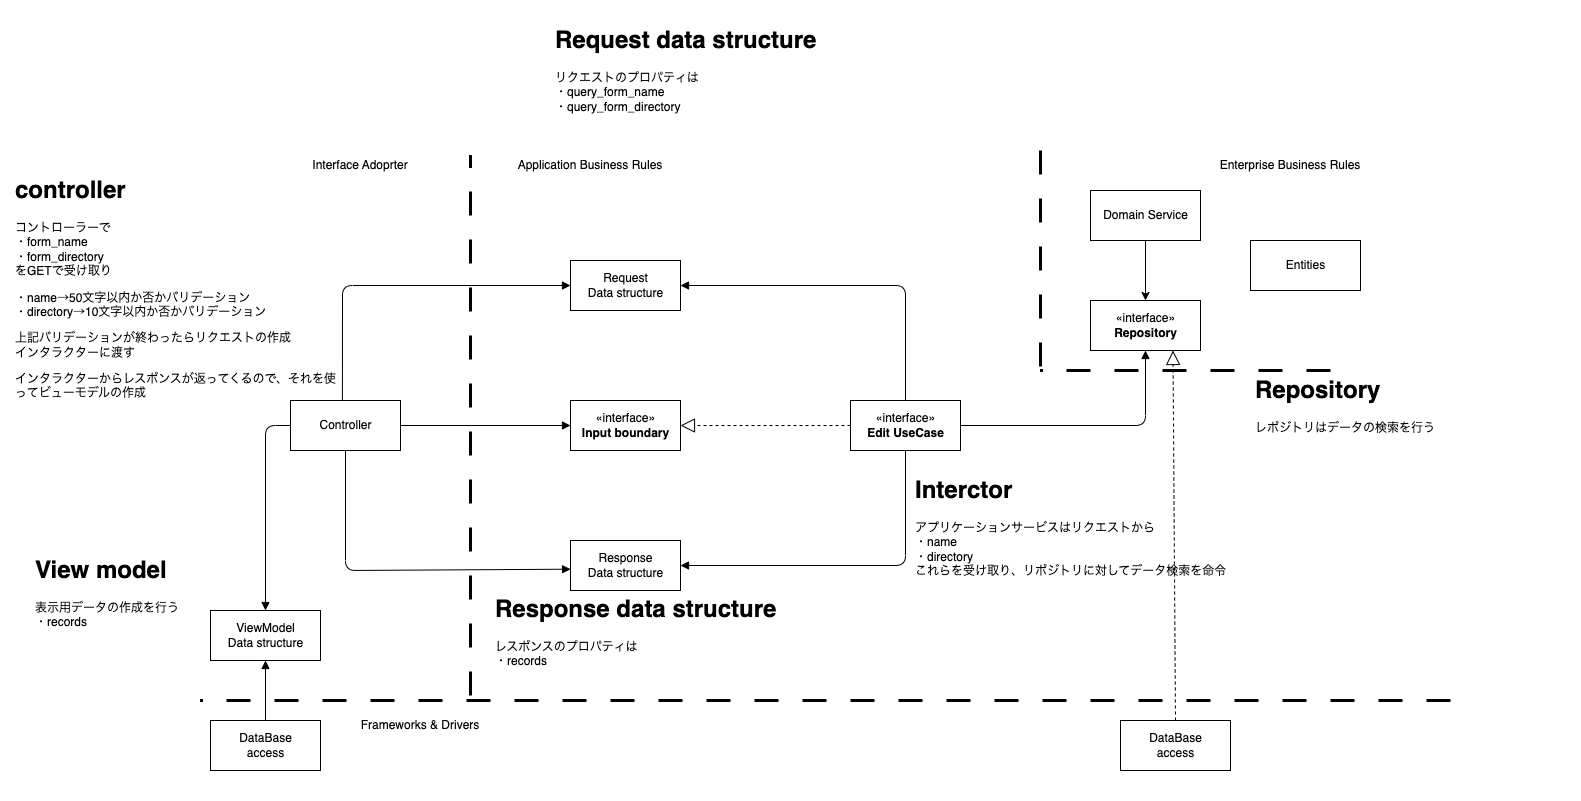 Request data structure
リクエストのプロパティは
・query_form_name
・query_form_directory
Interface Adoprter
Application Business Rules
Enterprise Business Rules
controller
コントローラーで
・form_name
・form_directory
をGETで受け取り
・name→50文字以内か否かバリデーション
・directory→10文字以内か否かバリデーション
上記バリデーションが終わったらリクエストの作成
インタラクターに渡す
インタラクターからレスポンスが返ってくるので、それを使
ってビューモデルの作成
Domain Service
Entities
Request
Data structure
«interface»
Repository
Repository
レポジトリはデータの検索を行う
Controller
«interface»
Input boundary
«interface»
Edit UseCase
Interctor
アプリケーションサービスはリクエストから
・name
・directory
これらを受け取り、リポジトリに対してデータ検索を命令
Response
Data structure
Response data structure
レスポンスのプロパティは
・records
View model
表示用データの作成を行う
・records
ViewModel
Data structure
Frameworks & Drivers
DataBase
access
DataBase
access